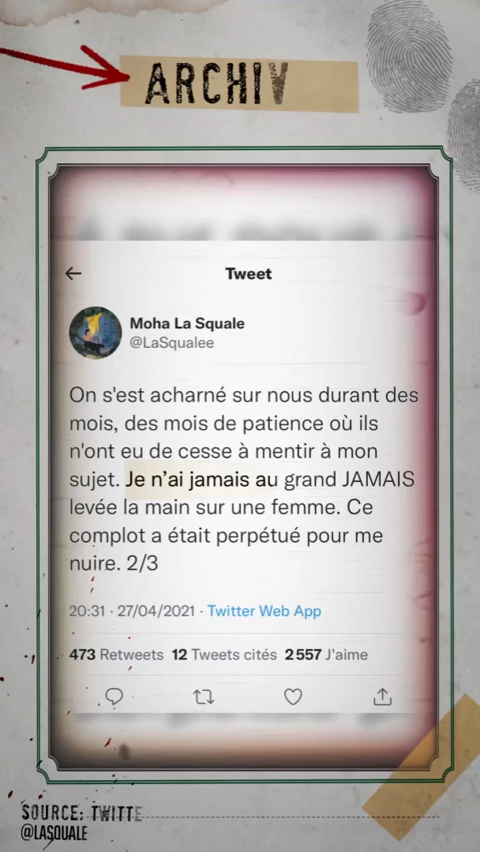 ARCHIV
Tweet
Moha La Squale
@LaSqualee
On s'est acharné sur nous durant des
mois, des mois de patience où ils
n'ont eu de cesse à mentir à mon
sujet. Je n'ai jamais au grand JAMAIS
levée la main sur une femme. Ce
complot a était perpétué pour me
nuire. 2/3
20:31 · 27/04/2021 · Twitter Web App
473 Retweets 12 Tweets cités 2 557 J'aime
SOURCE: TWITTE
@LASQUALE